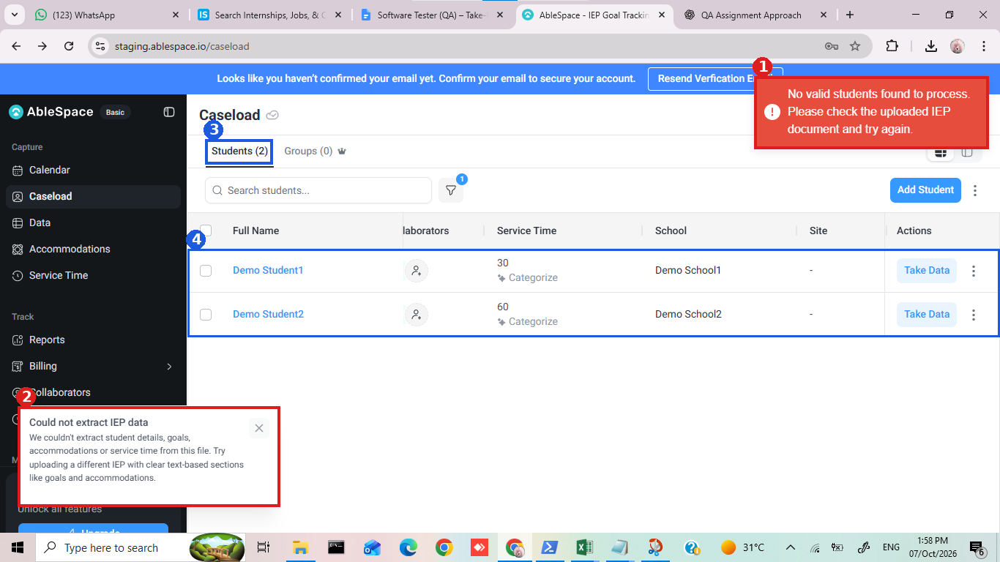 (123) WhatsApp
Search Internships, Jobs, &
Software Tester (QA) – Take-
AbleSpace - IEP Goal Trackin
QA Assignment Approach
staging.ablespace.io/caseload
Looks like you haven't confirmed your email yet. Confirm your email to secure your account.
Resend Verfication
1
No valid students found to process.
Please check the uploaded IEP
document and try again.
AbleSpace
Basic
Caseload
3
Students (2)
Groups (0)
Search students...
1
Add Student
Capture
Calendar
Caseload
Data
Accommodations
Service Time
Track
Reports
Billing
Collaborators
4
Full Name
laborators
Service Time
School
Site
Actions
Demo Student1
30
Categorize
Demo School1
-
Take Data
Demo Student2
60
Categorize
Demo School2
-
Take Data
2
Could not extract IEP data
We couldn't extract student details, goals,
accommodations or service time from this file. Try
uploading a different IEP with clear text-based sections
like goals and accommodations.
Unlock all features
Upgrade
Type here to search
31°C
ENG
1:58 PM
07/Oct/2026
6